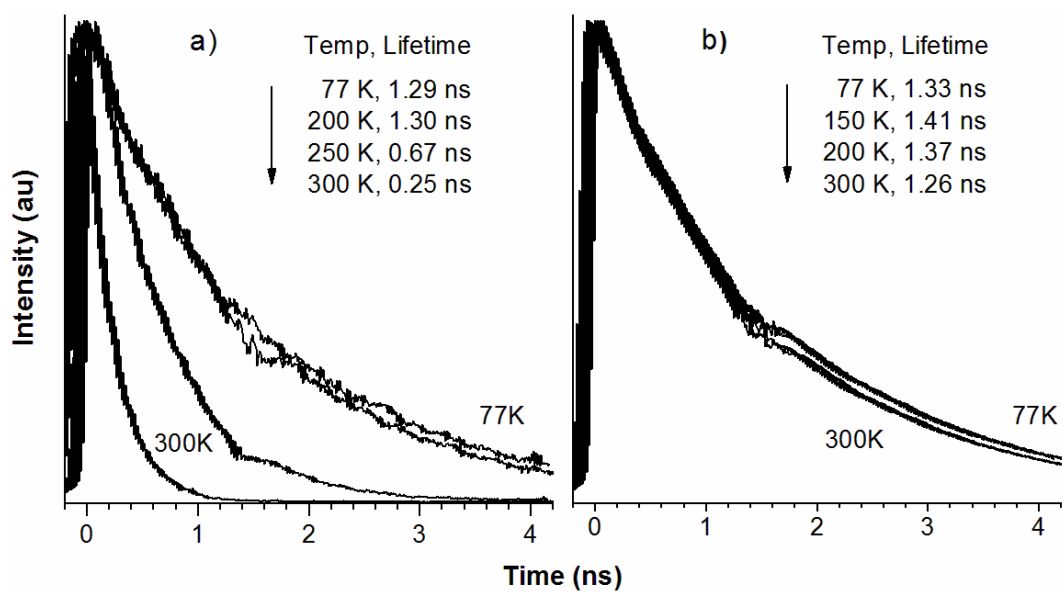 a)
Temp, Lifetime
77 K, 1.29 ns
200 K, 1.30 ns
250 K, 0.67 ns
300 K, 0.25 ns
77K
300K
b)
Temp, Lifetime
77 K, 1.33 ns
150 K, 1.41 ns
200 K, 1.37 ns
300 K, 1.26 ns
77K
300K
Intensity (au)
0 1 2 3 4
0 1 2 3 4
Time (ns)